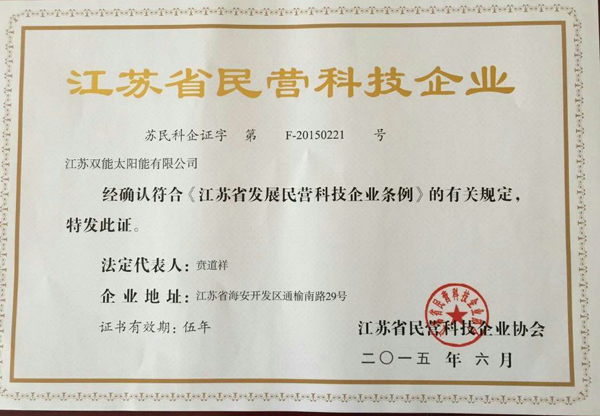 江苏省民营科技企业
苏民科企证字 第 F-20150221 号
江苏双能太阳能有限公司
经确认符合《江苏省发展民营科技企业条例》的有关规定,
特发此证。
法定代表人：贲道祥
企业地址：江苏省海安开发区通榆南路29号
证书有效期：伍年
江苏省民营科技企业协会
二〇一五 年 六 月